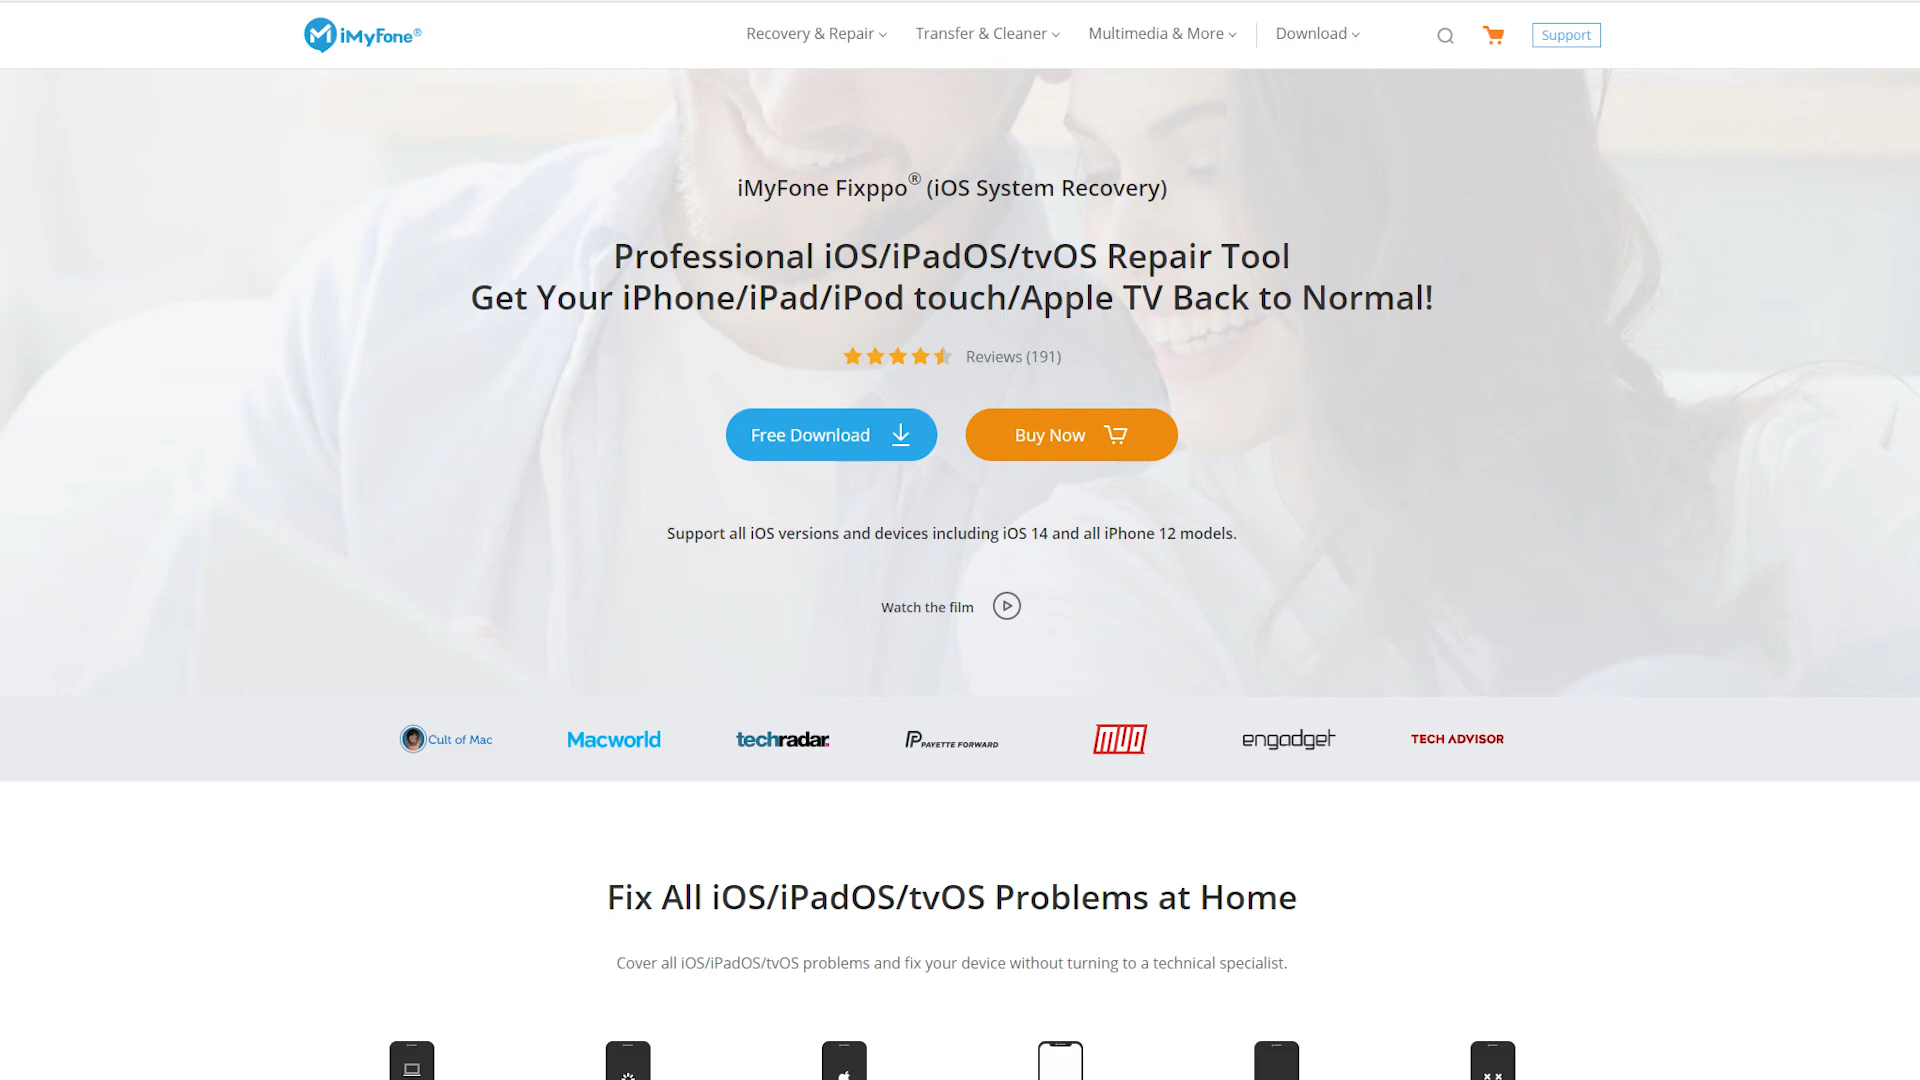 iMyFone®
Recovery & Repair
Transfer & Cleaner
Multimedia & More
Download
Support
iMyFone Fixppo® (iOS System Recovery)
Professional iOS/iPadOS/tvOS Repair Tool
Get Your iPhone/iPad/iPod touch/Apple TV Back to Normal!
Reviews (191)
Free Download
Buy Now
Support all iOS versions and devices including iOS 14 and all iPhone 12 models.
Watch the film
Cult of Mac
Macworld
techradar.
PAYETTE FORWARD
MUO
engadget
TECH ADVISOR
Fix All iOS/iPadOS/tvOS Problems at Home
Cover all iOS/iPadOS/tvOS problems and fix your device without turning to a technical specialist.